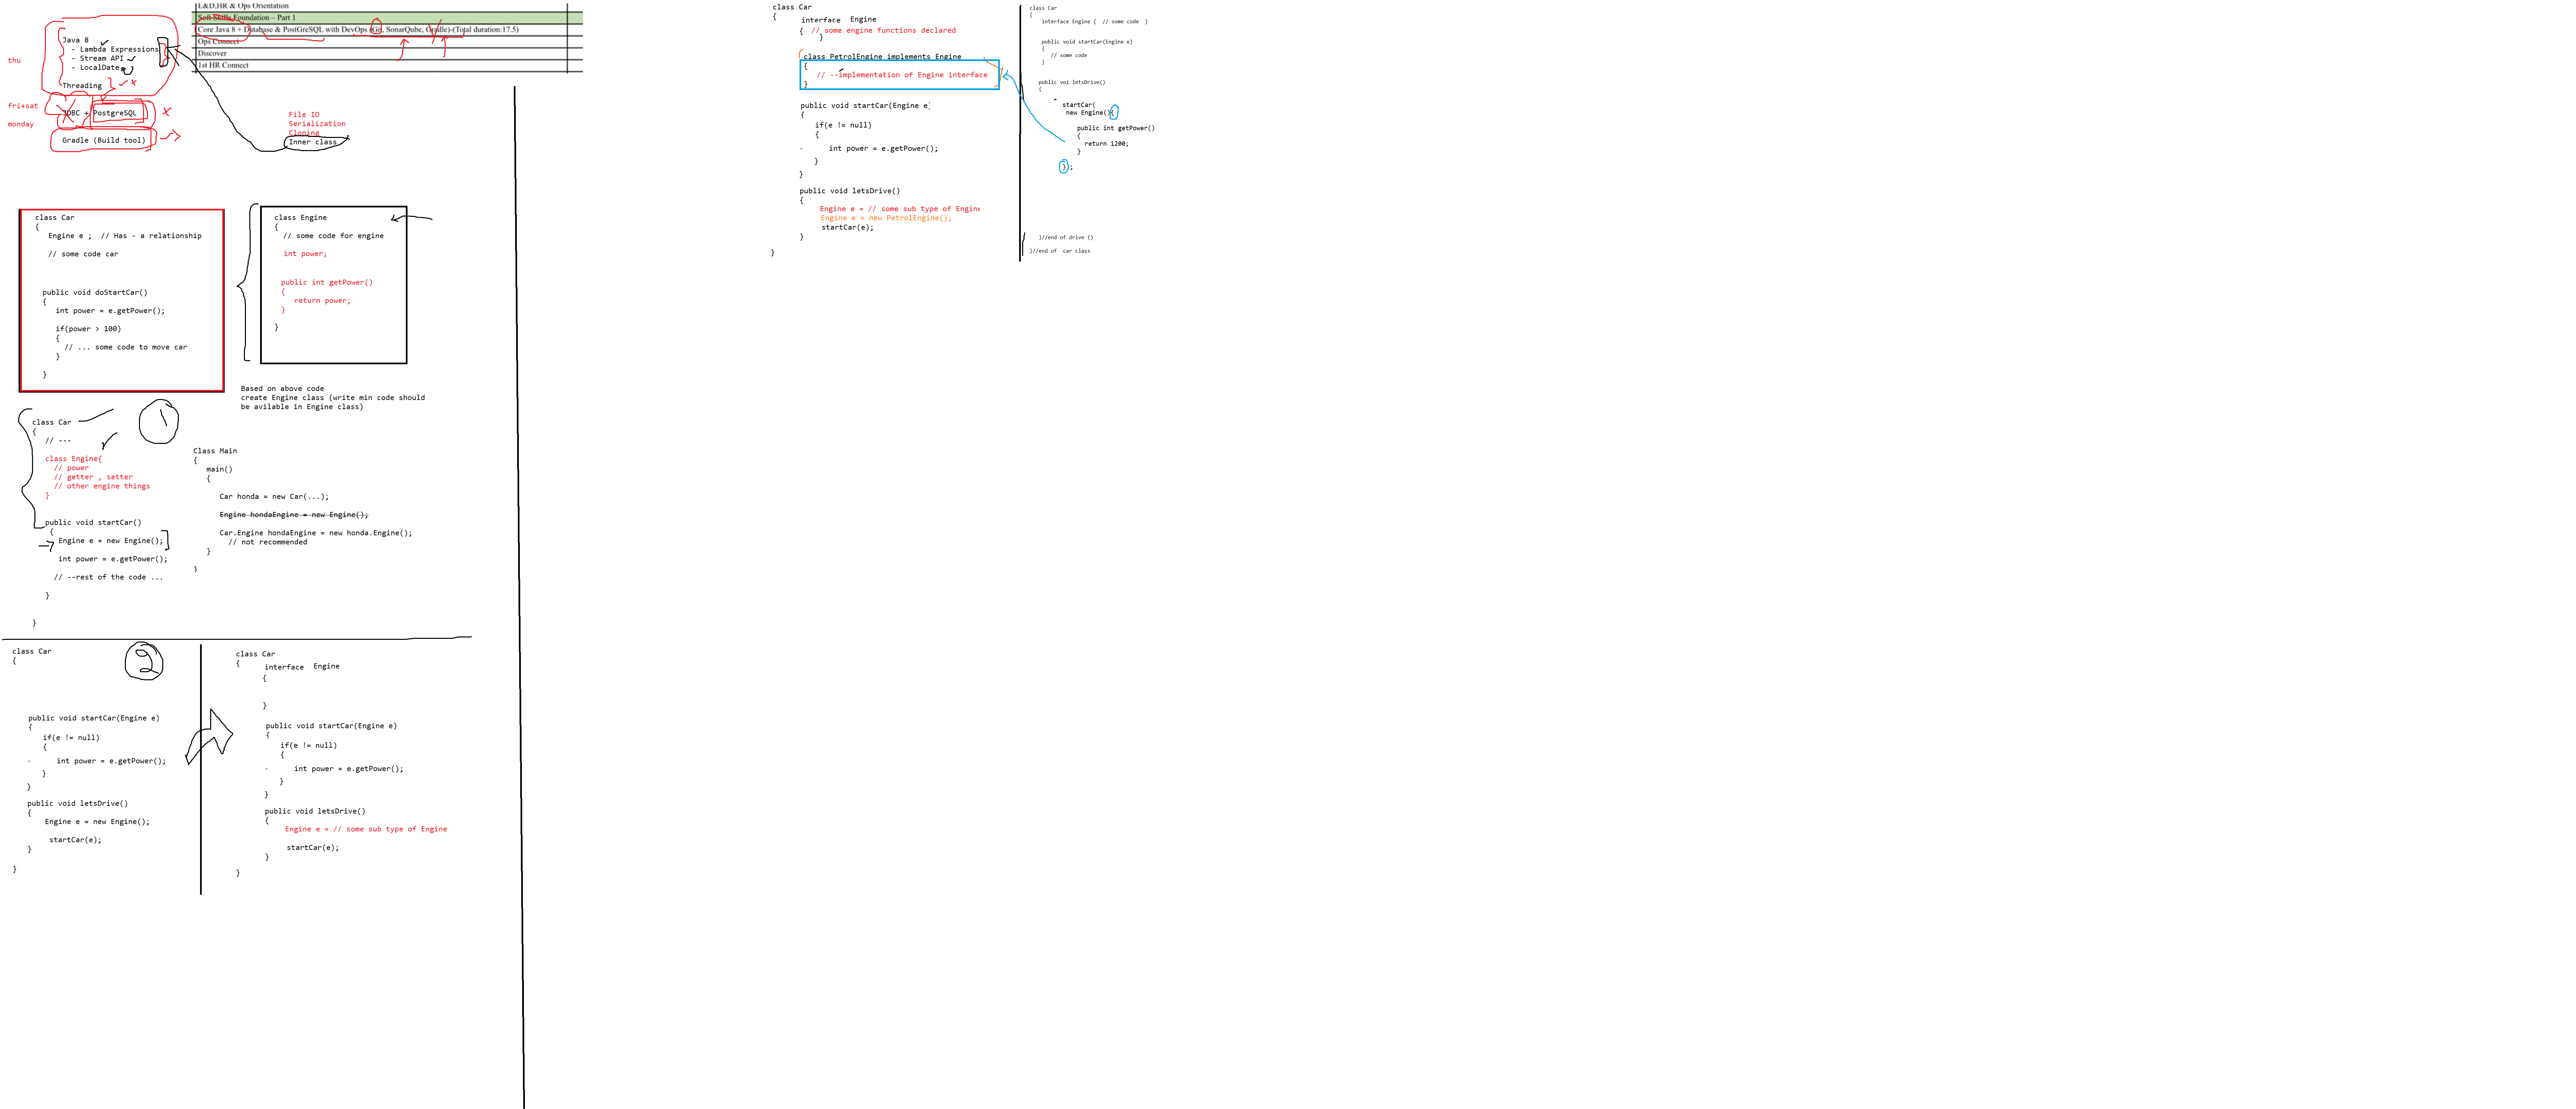 L&D,HR & Ops Orientation
Soft Skills Foundation – Part 1
Core Java 8 + Database & PostGreSQL with DevOps (Git, SonarQube, Gradle)-(Total duration:17.5)
Ops Connect
Discover
1st HR Connect
Java 8
- Lambda Expressions
- Stream API
- LocalDate
thu
Threading
fri+sat
JDBC + PostgreSQL
monday
Gradle (Build tool)
File IO
Serialization
Cloning
Inner class
class Car
{
Engine e ;  // Has - a relationship
// some code car
public void doStartCar()
{
int power = e.getPower();
if(power > 100)
{
// ... some code to move car
}
}
class Engine
{
// some code for engine
int power;
public int getPower()
{
return power;
}
}
Based on above code
create Engine class (write min code should
be avilable in Engine class)
1
class Car
{
// ---
class Engine{
// power
// getter , setter
// other engine things
}
public void startCar()
{
Engine e = new Engine();
int power = e.getPower();
// --rest of the code ...
}
}
Class Main
{
main()
{
Car honda = new Car(...);
Engine hondaEngine = new Engine();
Car.Engine hondaEngine = new honda.Engine();
// not recommended
}
}
2
class Car
{
public void startCar(Engine e)
{
if(e != null)
{
int power = e.getPower();
}
}
public void letsDrive()
{
Engine e = new Engine();
startCar(e);
}
}
class Car
{
interface  Engine
{
}
public void startCar(Engine e)
{
if(e != null)
{
int power = e.getPower();
}
}
public void letsDrive()
{
Engine e = // some sub type of Engine
startCar(e);
}
}
class Car
{
interface  Engine
{  // some engine functions declared
}
class PetrolEngine implements Engine
{
// --implementation of Engine interface
}
public void startCar(Engine e)
{
if(e != null)
{
int power = e.getPower();
}
}
public void letsDrive()
{
Engine e = // some sub type of Engine
Engine e = new PetrolEngine();
startCar(e);
}
}
class Car
{
interface Engine {  // some code  }
public void startCar(Engine e)
{
// some code
}
public voi letsDrive()
{
startCar(
new Engine(){
public int getPower()
{
return 1200;
}
});
}//end of drive ()
}//end of  car class